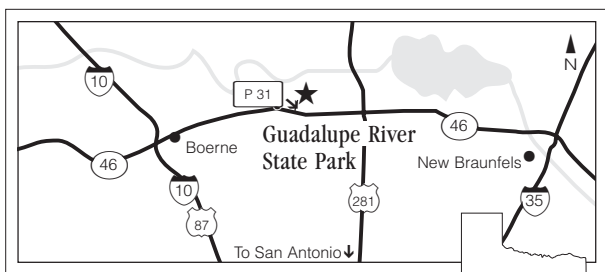 10
P 31
N
Guadalupe River
State Park
46
Boerne
46
New Braunfels
10
87
281
35
To San Antonio